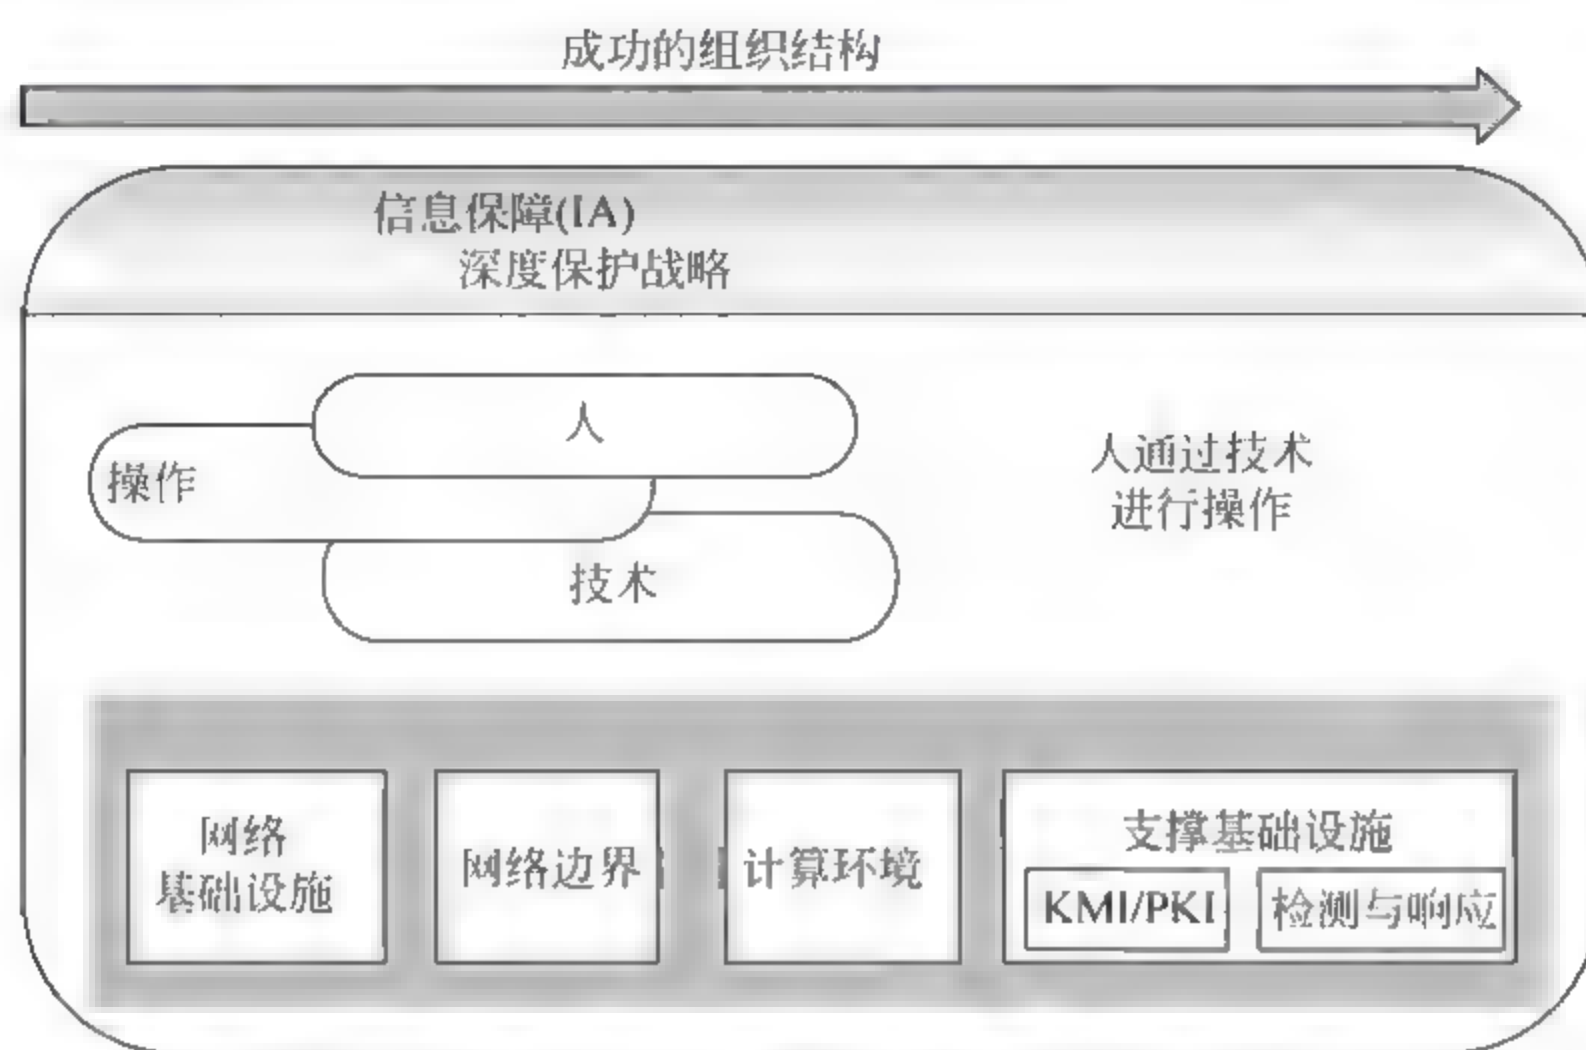 成功的组织结构
信息保障(IA)
深度保护战略
人
操作
人通过技术
进行操作
技术
网络
基础设施
网络边界
计算环境
支撑基础设施
KMI/PKI
检测与响应